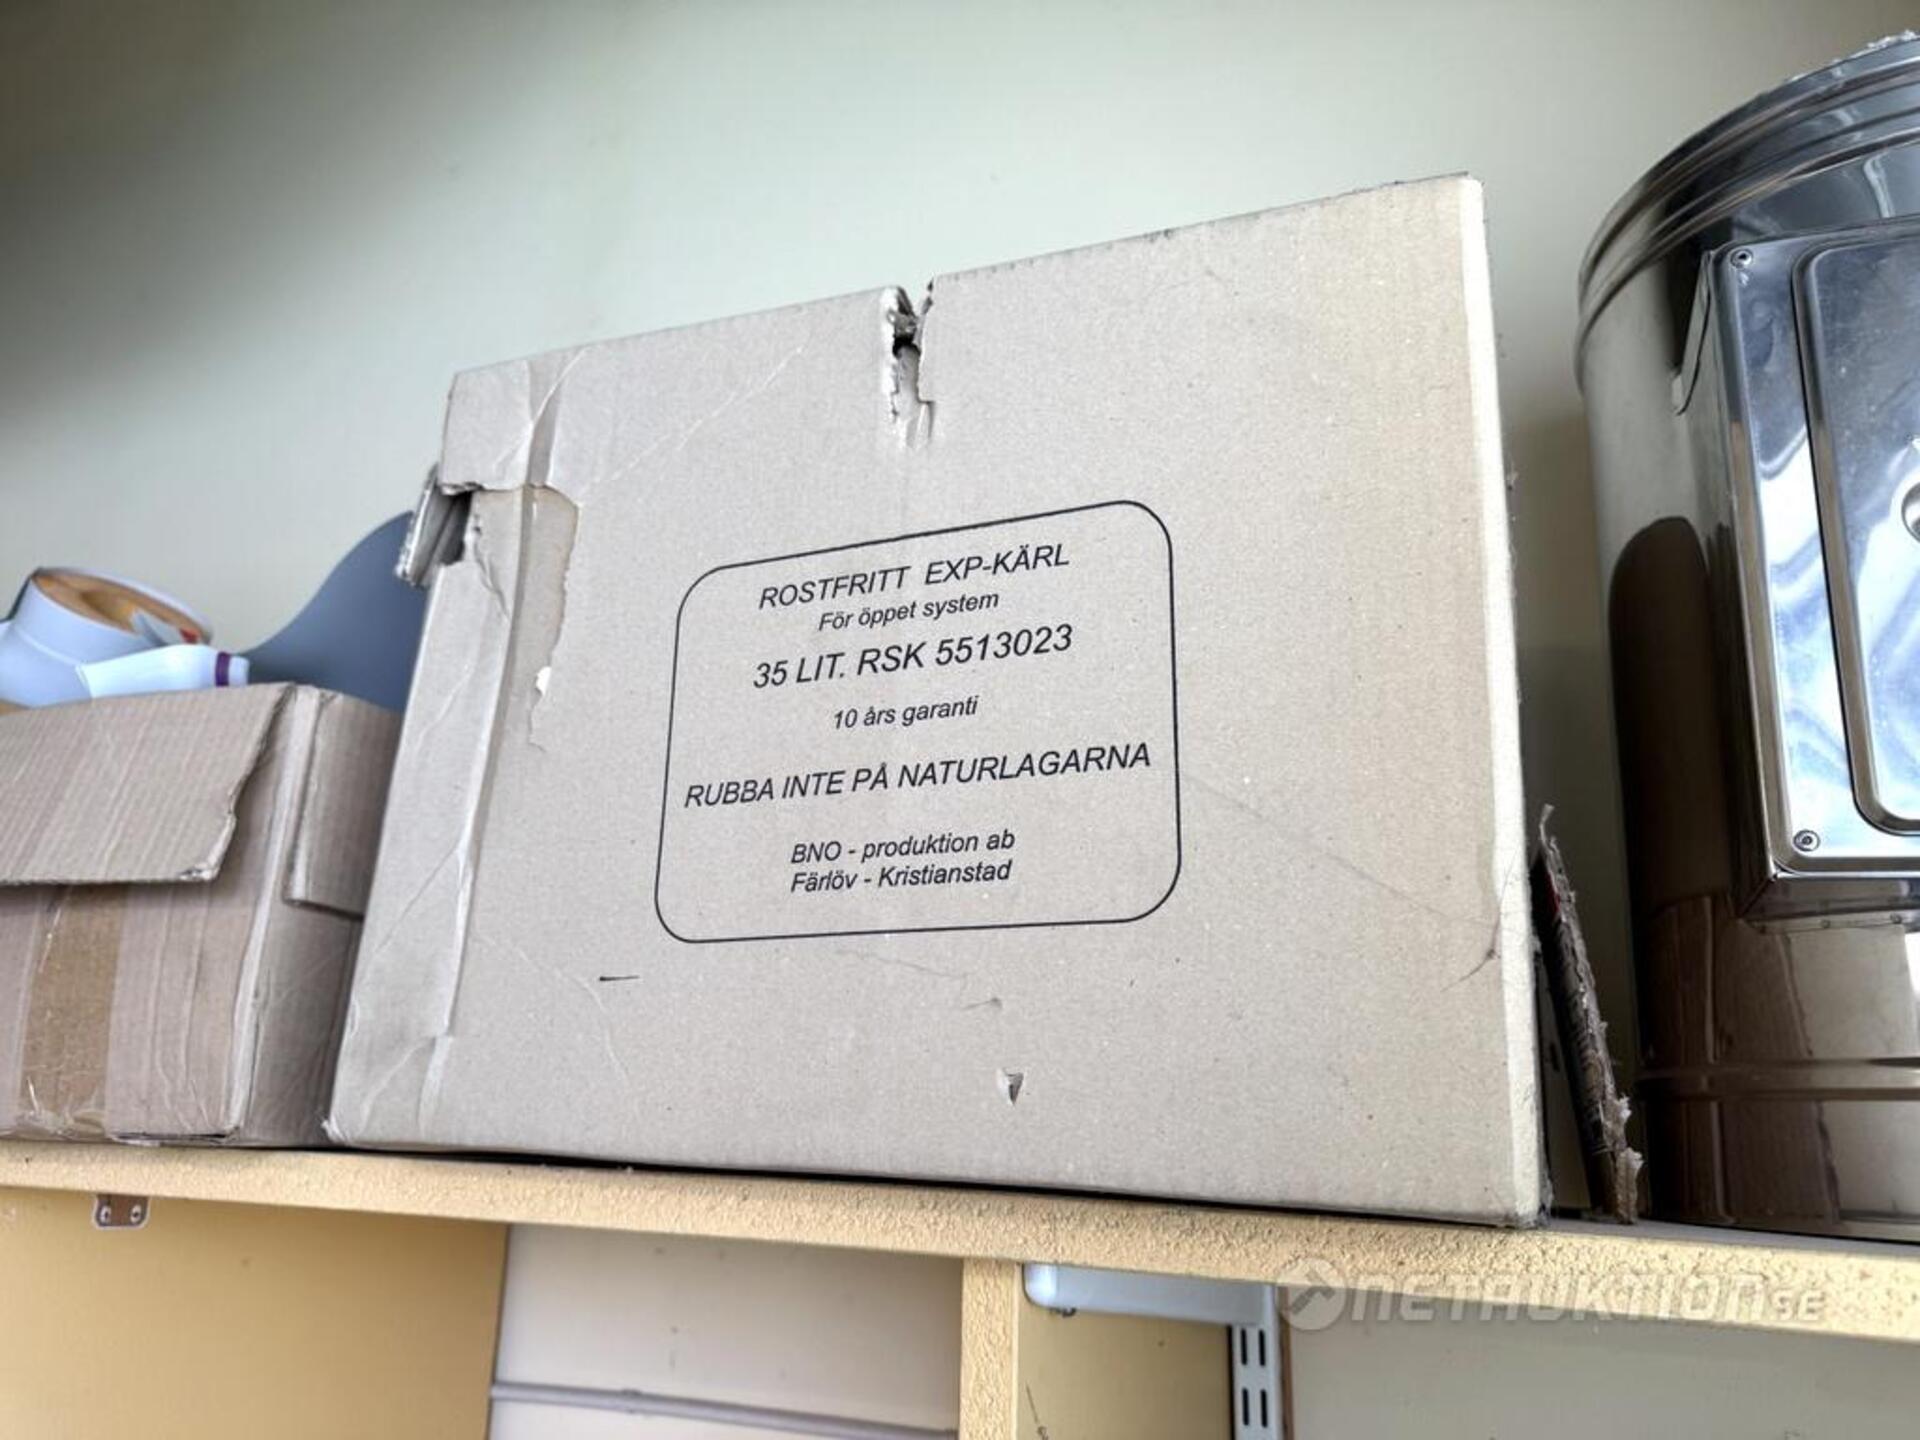 ROSTFRITT EXP-KÄRL
För öppet system
35 LIT. RSK 5513023
10 års garanti
RUBBA INTE PÅ NATURLAGARNA
BNO - produktion ab
Färlöv - Kristianstad
NETAUKTION.SE